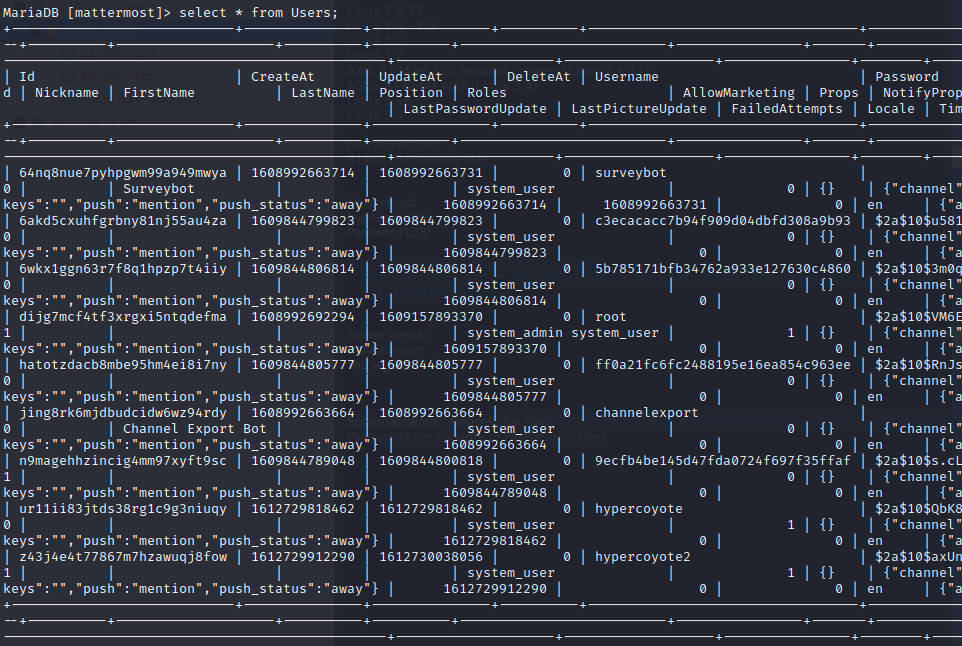 MariaDB [mattermost]> select * from Users;
| Id | CreateAt | UpdateAt | DeleteAt | Username | Password
d | Nickname | FirstName | LastName | Position | Roles | AllowMarketing | Props | NotifyProp
| LastPasswordUpdate | LastPictureUpdate | FailedAttempts | Locale | Tim
| 64nq8nue7pyhpgwm99a949mwya | 1608992663714 | 1608992663731 | 0 | surveybot |
0 | | Surveybot | | | system_user | 0 | {} | {"channel"
keys":"","push":"mention","push_status":"away"} | 1608992663714 | 1608992663731 | 0 | en | {"a
| 6akd5cxuhfgrbny81nj55au4za | 1609844799823 | 1609844799823 | 0 | c3ecacacc7b94f909d04dbfd308a9b93 | $2a$10$u581
0 | | | | | system_user | 0 | {} | {"channel"
keys":"","push":"mention","push_status":"away"} | 1609844799823 | 0 | 0 | en | {"a
| 6wkx1ggn63r7f8q1hpzp7t4iiy | 1609844806814 | 1609844806814 | 0 | 5b785171bfb34762a933e127630c4860 | $2a$10$3m0q
0 | | | | | system_user | 0 | {} | {"channel"
keys":"","push":"mention","push_status":"away"} | 1609844806814 | 0 | 0 | en | {"a
| dijg7mcf4tf3xrgxi5ntqdefma | 1608992692294 | 1609157893370 | 0 | root | $2a$10$VM6E
1 | | | | | system_admin system_user | 1 | {} | {"channel"
keys":"","push":"mention","push_status":"away"} | 1609157893370 | 0 | 0 | en | {"a
| hatotzdacb8mbe95hm4ei8i7ny | 1609844805777 | 1609844805777 | 0 | ff0a21fc6fc2488195e16ea854c963ee | $2a$10$RnJs
0 | | | | | system_user | 0 | {} | {"channel"
keys":"","push":"mention","push_status":"away"} | 1609844805777 | 0 | 0 | en | {"a
| jing8rk6mjdbudcidw6wz94rdy | 1608992663664 | 1608992663664 | 0 | channelexport |
0 | | Channel Export Bot | | | system_user | 0 | {} | {"channel"
keys":"","push":"mention","push_status":"away"} | 1608992663664 | 0 | 0 | en | {"a
| n9magehhzincig4mm97xyft9sc | 1609844789048 | 1609844800818 | 0 | 9ecfb4be145d47fda0724f697f35ffaf | $2a$10$s.cL
1 | | | | | system_user | 0 | {} | {"channel"
keys":"","push":"mention","push_status":"away"} | 1609844789048 | 0 | 0 | en | {"a
| ur11ii83jtds38rg1c9g3niuqy | 1612729818462 | 1612729818462 | 0 | hypercoyote | $2a$10$QbK8
0 | | | | | system_user | 1 | {} | {"channel"
keys":"","push":"mention","push_status":"away"} | 1612729818462 | 0 | 0 | en | {"a
| z43j4e4t77867m7hzawuqj8fow | 1612729912290 | 1612730038056 | 0 | hypercoyote2 | $2a$10$axUn
1 | | | | | system_user | 1 | {} | {"channel"
keys":"","push":"mention","push_status":"away"} | 1612729912290 | 0 | 0 | en | {"a